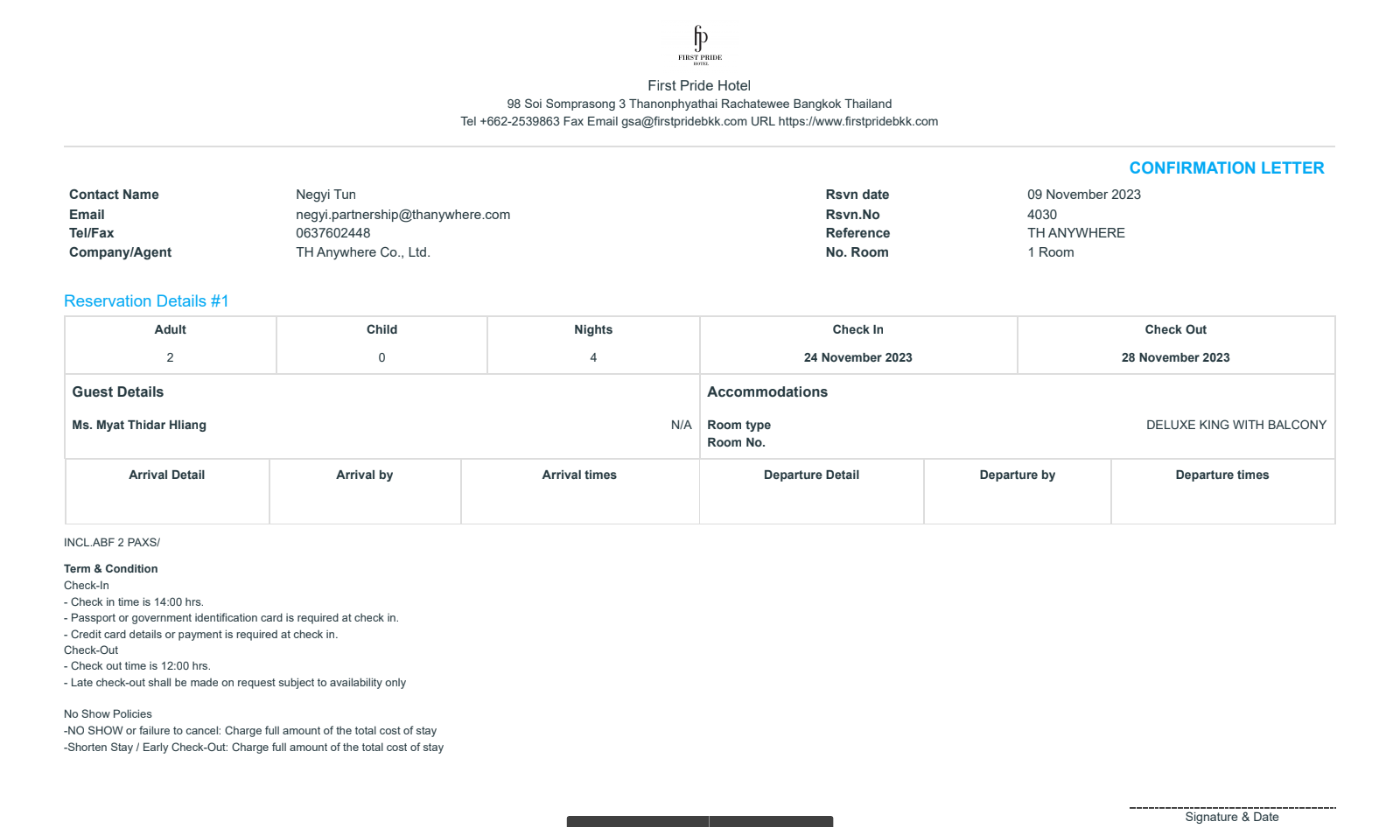 fp
FIRST PRIDE
HOTEL
First Pride Hotel
98 Soi Somprasong 3 Thanonphyathai Rachatewee Bangkok Thailand
Tel +662-2539863 Fax Email gsa@firstpridebkk.com URL https://www.firstpridebkk.com
CONFIRMATION LETTER
Contact Name Negyi Tun Rsvn date 09 November 2023
Email negyi.partnership@thanywhere.com Rsvn.No 4030
Tel/Fax 0637602448 Reference TH ANYWHERE
Company/Agent TH Anywhere Co., Ltd. No. Room 1 Room
Reservation Details #1
Adult Child Nights Check In Check Out
2 0 4 24 November 2023 28 November 2023
Guest Details Accommodations
Ms. Myat Thidar Hliang N/A Room type DELUXE KING WITH BALCONY
Room No.
Arrival Detail Arrival by Arrival times Departure Detail Departure by Departure times
INCL.ABF 2 PAXS/
Term & Condition
Check-In
- Check in time is 14:00 hrs.
- Passport or government identification card is required at check in.
- Credit card details or payment is required at check in.
Check-Out
- Check out time is 12:00 hrs.
- Late check-out shall be made on request subject to availability only
No Show Policies
-NO SHOW or failure to cancel: Charge full amount of the total cost of stay
-Shorten Stay / Early Check-Out: Charge full amount of the total cost of stay
Signature & Date